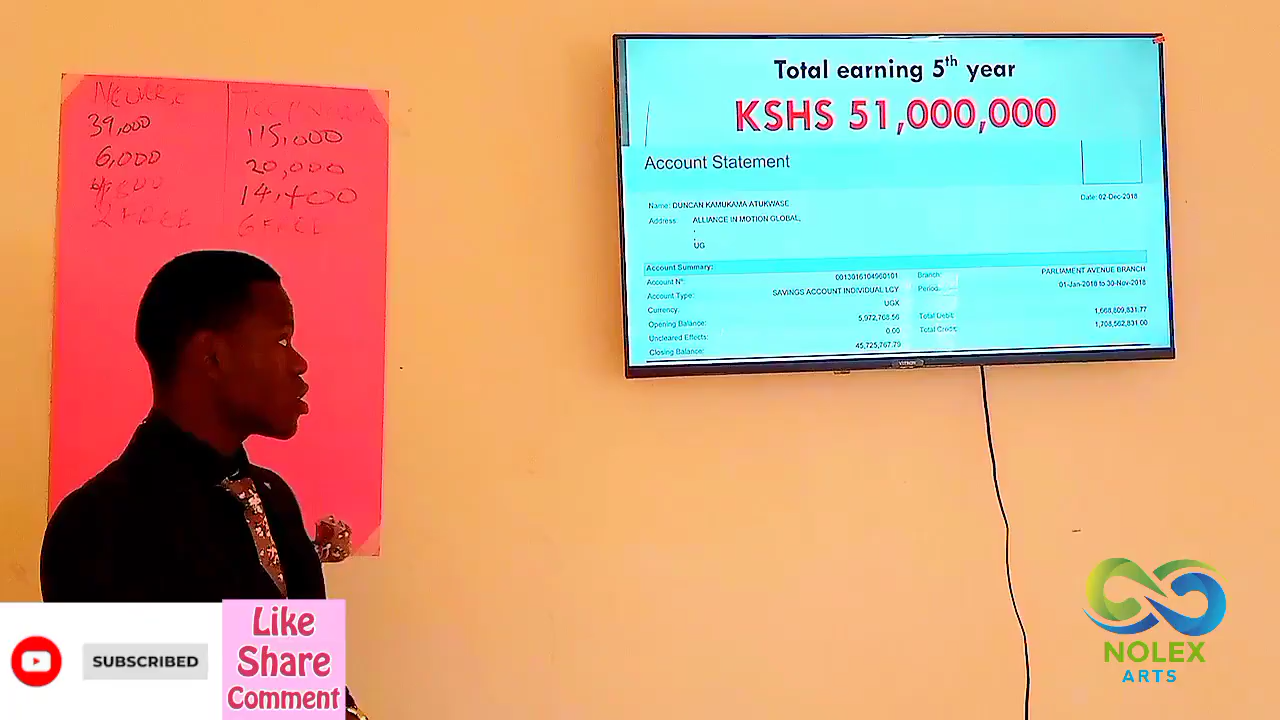 NEWERSE
39,000
6,000
2 FREE
115,000
20,000
14,400
Total earning 5th year
KSHS 51,000,000
Account Statement
Name: DUNCAN KAMUKAMA ATUKWASE
Date: 02-Dec-2018
Address: ALLIANCE IN MOTION GLOBAL,
UG
Account Summary:
Account Nº: 0013016104960101
Branch: PARLIAMENT AVENUE BRANCH
Account Type: SAVINGS ACCOUNT INDIVIDUAL LCY
Period: 01-Jan-2018 to 30-Nov-2018
Currency: UGX
Opening Balance: 5,972,768.56
Total Debit: 1,668,809,831.77
Uncleared Effects: 0.00
Total Credit: 1,708,562,831.00
Closing Balance: 45,725,767.79
SUBSCRIBED
Like
Share
Comment
NOLEX
ARTS